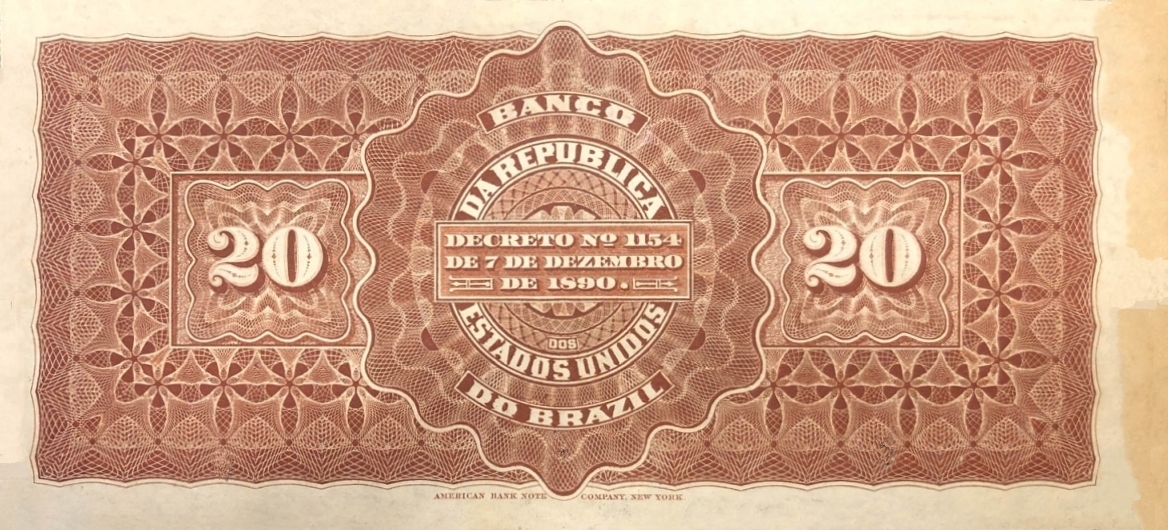 BANCO
DA REPUBLICA
20
DECRETO Nº 1154
DE 7 DE DEZEMBRO
DE 1890.
20
DOS
ESTADOS UNIDOS
DO BRAZIL
AMERICAN BANK NOTE COMPANY, NEW YORK